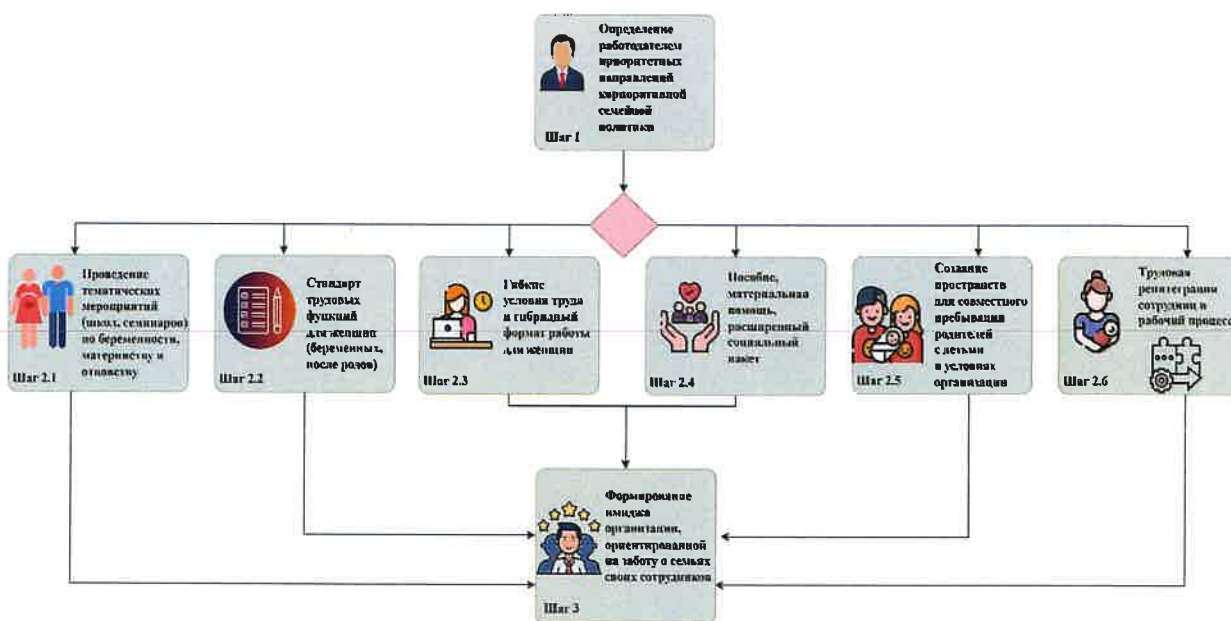 Определение
работодателем
приоритетных
направлений
корпоративной
семейной
политики
Шаг 1
Проведение
тематических
мероприятий
(школ, семинаров)
по беременности,
материнству и
отцовству
Шаг 2.1
Стандарт
трудовых
функций
для женщин
(беременных,
после родов)
Шаг 2.2
Гибкие
условия труда
и гибридный
формат работы
для женщин
Шаг 2.3
Пособие,
материальная
помощь,
расширенный
социальный
пакет
Шаг 2.4
Создание
пространств
для совместного
пребывания
родителей
с детьми
в условиях
организации
Шаг 2.5
Трудовая
реинтеграция
сотрудниц в
рабочий процесс
Шаг 2.6
Формирование
имиджа
организации,
ориентированной
на заботу о семьях
своих сотрудников
Шаг 3